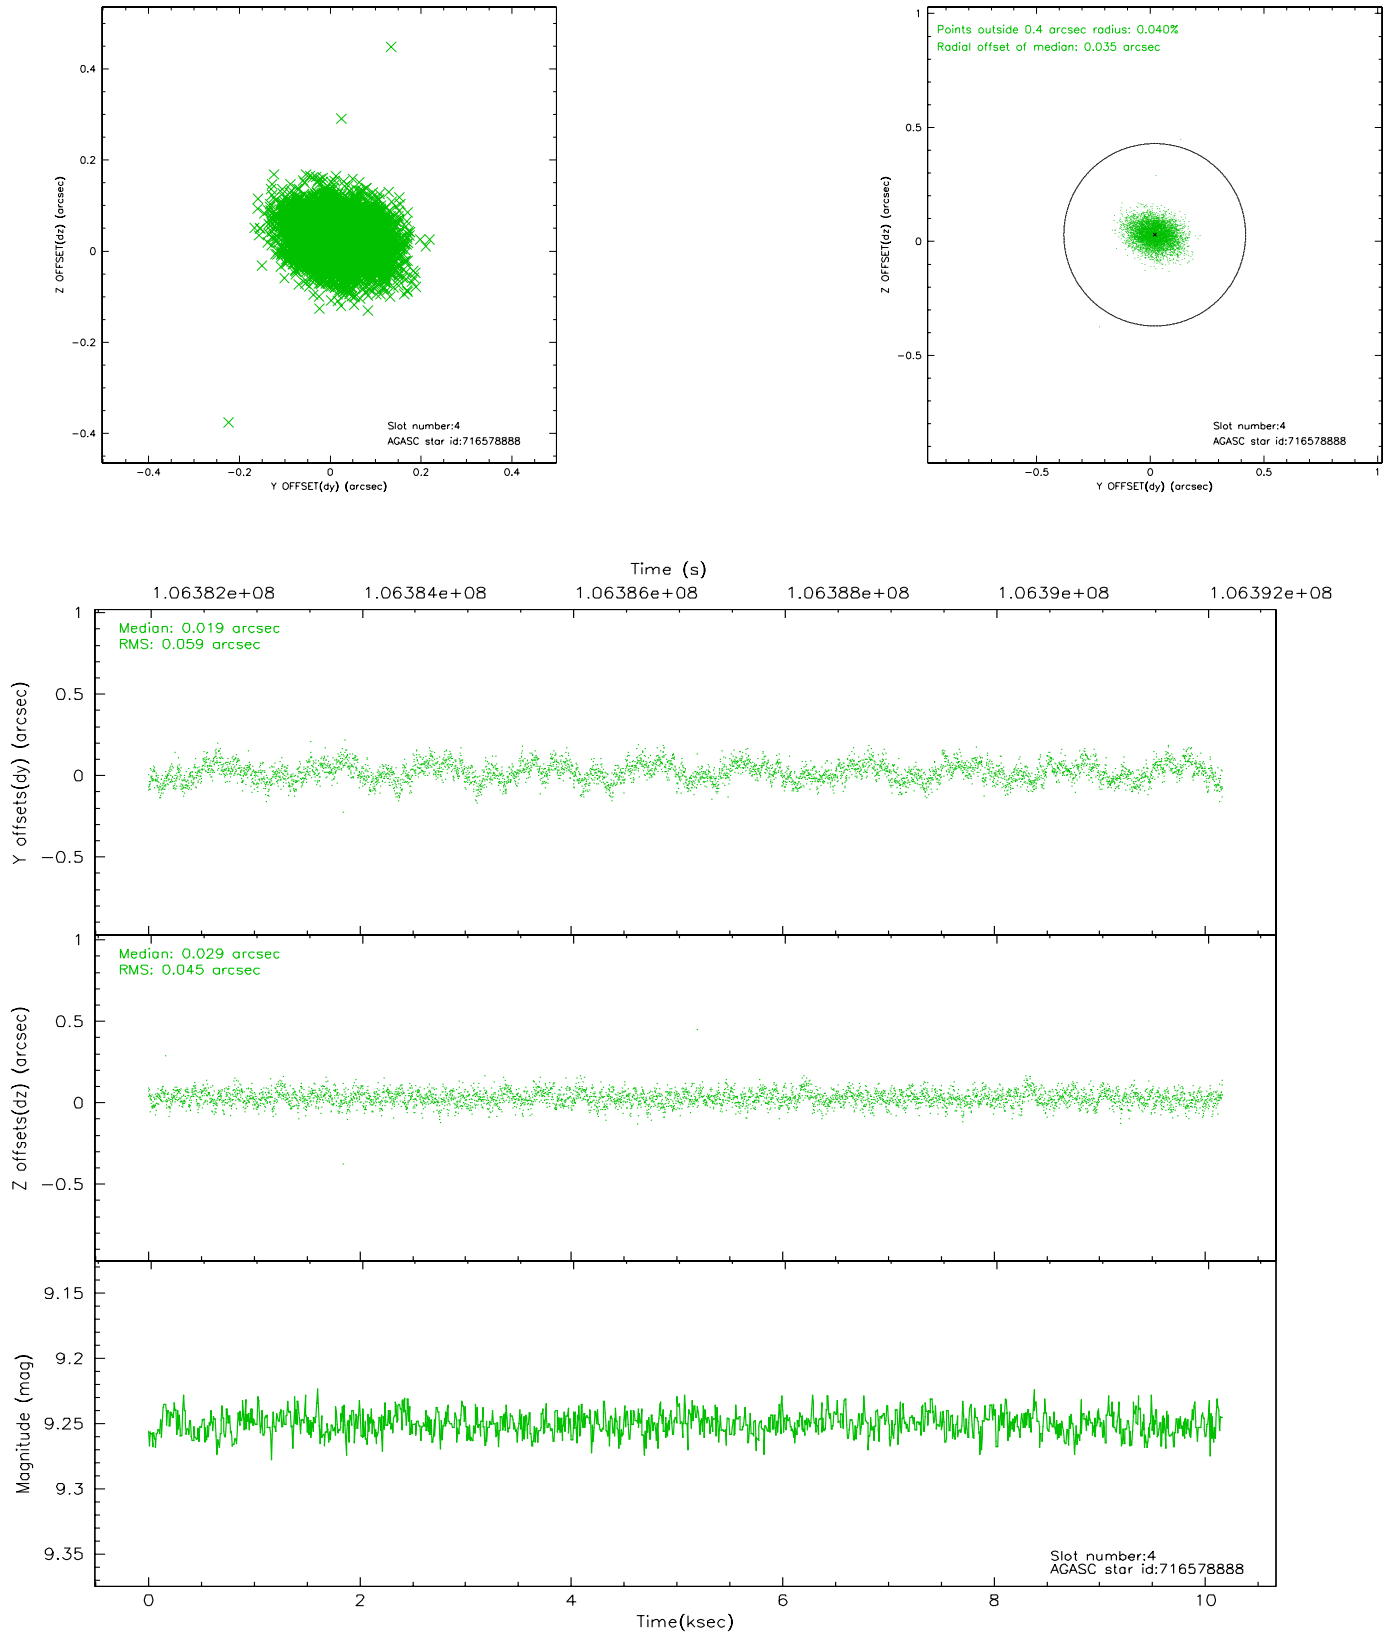 0.4
0.2
0
−0.2
−0.4
Z OFFSET(dz) (arcsec)
Slot number:4
AGASC star id:716578888
−0.4 −0.2 0 0.2 0.4
Y OFFSET(dy) (arcsec)
1
0.5
0
−0.5
Z OFFSET(dz) (arcsec)
Points outside 0.4 arcsec radius: 0.040%
Radial offset of median: 0.035 arcsec
Slot number:4
AGASC star id:716578888
−0.5 0 0.5 1
Y OFFSET(dy) (arcsec)
Time (s)
1.06382e+08 1.06384e+08 1.06386e+08 1.06388e+08 1.0639e+08 1.06392e+08
1
0.5
0
−0.5
Y offsets(dy) (arcsec)
Median: 0.019 arcsec
RMS: 0.059 arcsec
1
0.5
0
−0.5
Z offsets(dz) (arcsec)
Median: 0.029 arcsec
RMS: 0.045 arcsec
9.15
9.2
9.25
9.3
9.35
Magnitude (mag)
Slot number:4
AGASC star id:716578888
0 2 4 6 8 10
Time(ksec)